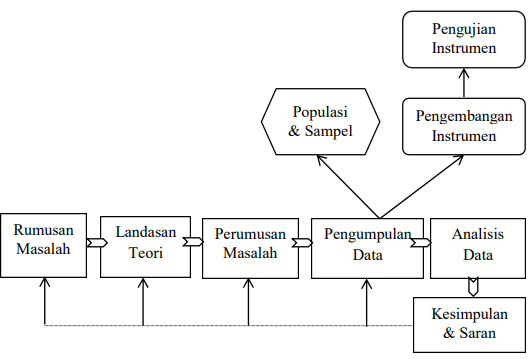 Pengujian
Instrumen
Populasi
& Sampel
Pengembangan
Instrumen
Rumusan
Masalah
Landasan
Teori
Perumusan
Masalah
Pengumpulan
Data
Analisis
Data
Kesimpulan
& Saran